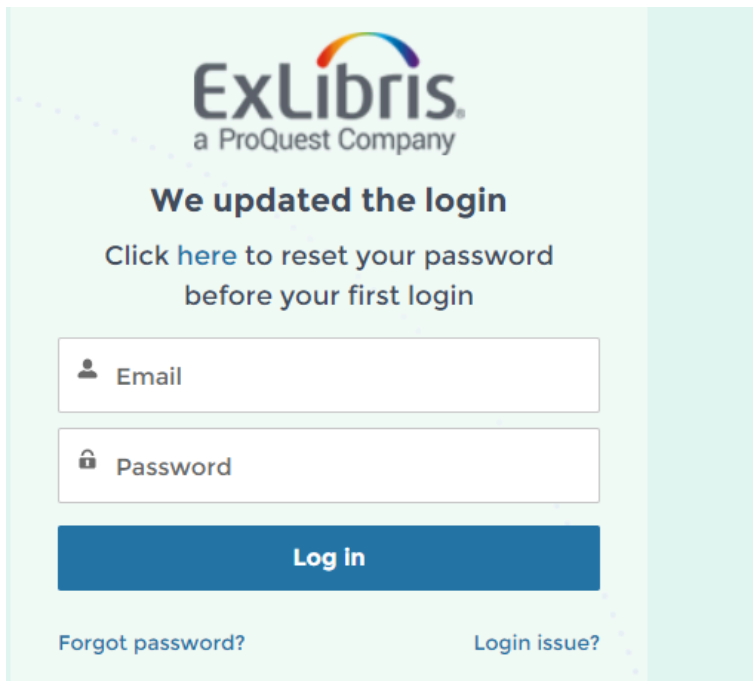 ExLibris®
a ProQuest Company
We updated the login
Click here to reset your password
before your first login
Email
Password
Log in
Forgot password?
Login issue?